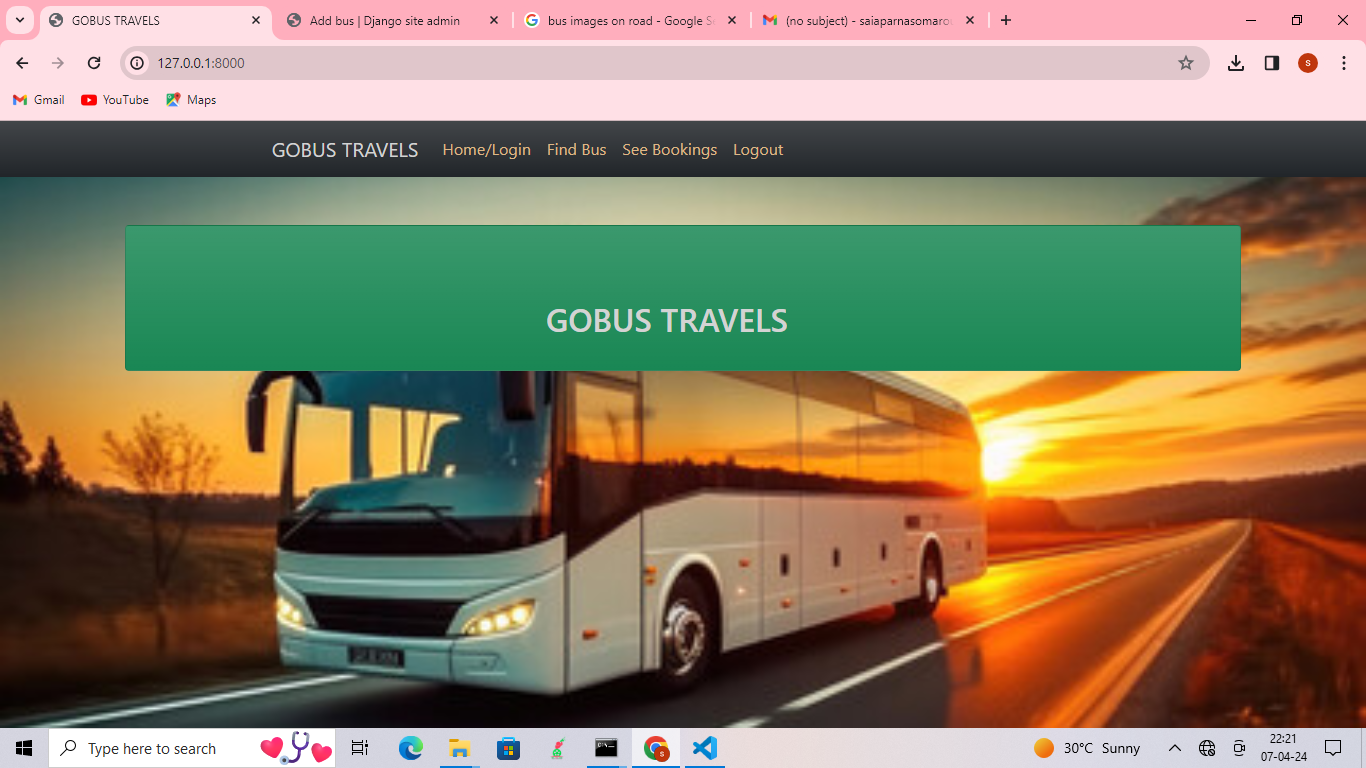 GOBUS TRAVELS
Add bus | Django site admin
bus images on road - Google Se
(no subject) - saiaparnasomarou
127.0.0.1:8000
s
Gmail
YouTube
Maps
GOBUS TRAVELS
Home/Login
Find Bus
See Bookings
Logout
GOBUS TRAVELS
Type here to search
30°C Sunny
22:21
07-04-24